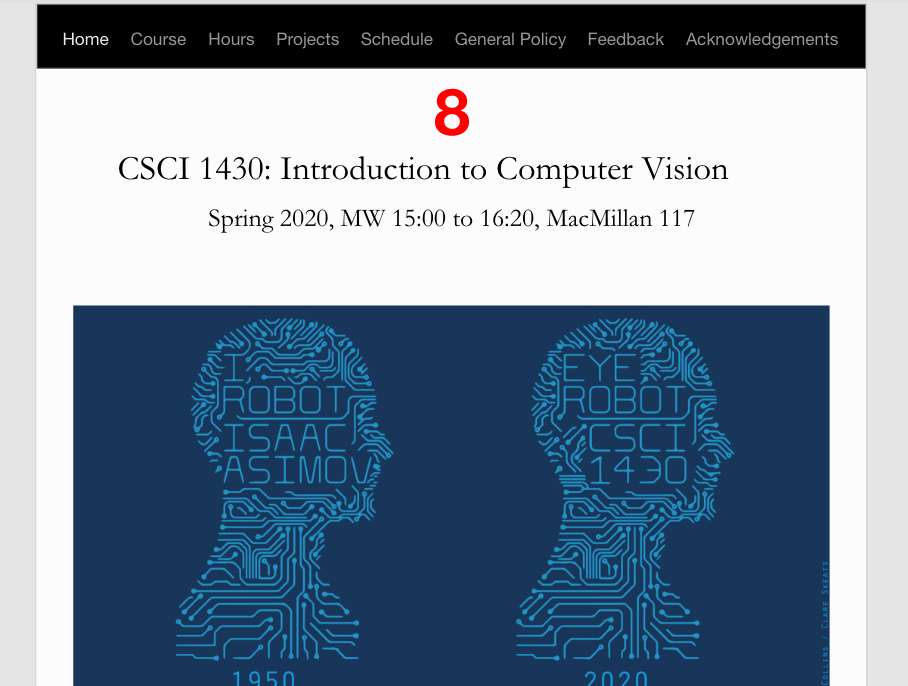 Home Course Hours Projects Schedule General Policy Feedback Acknowledgements
8
CSCI 1430: Introduction to Computer Vision
Spring 2020, MW 15:00 to 16:20, MacMillan 117
I,
ROBOT
ISAAC
ASIMOV
1950
EYE,
ROBOT
CSCI
1430
2020
COLLINS / CLARE SKEATS